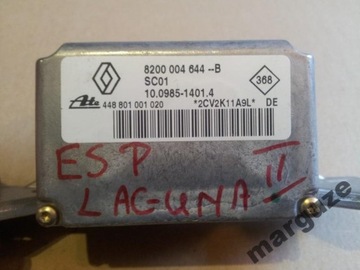 8200 004 644 --B
SC01
10.0985-1401.4
368
Ate
448 801 001 020
*2CV2K11A9L*
DE
ESP
LAGUNA II
marguze